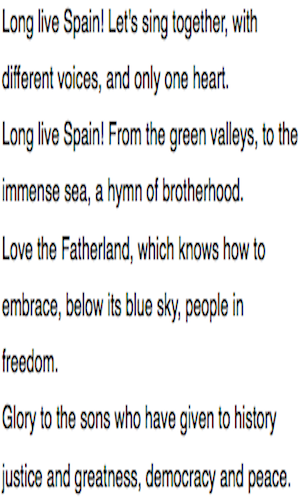 Long live Spain! Let's sing together, with
different voices, and only one heart.
Long live Spain! From the green valleys, to the
immense sea, a hymn of brotherhood.
Love the Fatherland, which knows how to
embrace, below its blue sky, people in
freedom.
Glory to the sons who have given to history
justice and greatness, democracy and peace.